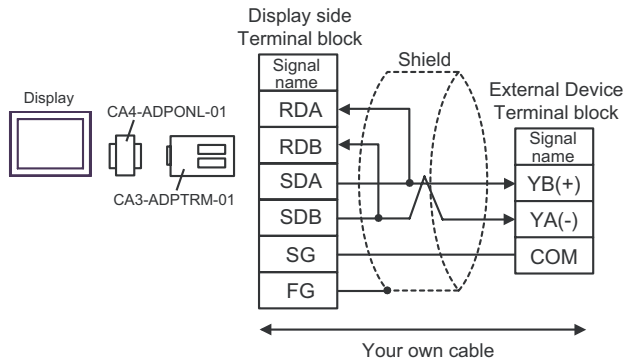 Display side
Terminal block
Shield
Signal
name
External Device
Terminal block
Display
CA4-ADPONL-01
RDA
Signal
name
RDB
CA3-ADPTRM-01
SDA
YB(+)
SDB
YA(-)
SG
COM
FG
Your own cable